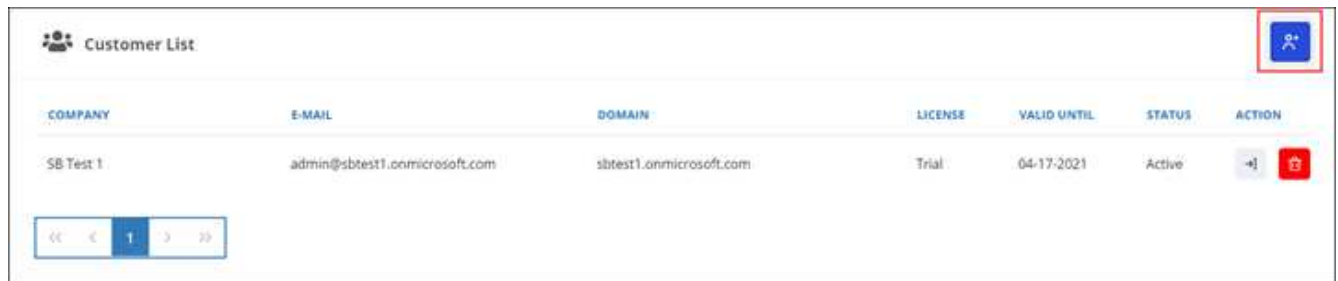 Customer List
COMPANY E-MAIL DOMAIN LICENSE VALID UNTIL STATUS ACTION
SB Test 1 admin@sbtest1.onmicrosoft.com sbtest1.onmicrosoft.com Trial 04-17-2021 Active
<< < 1 > >>